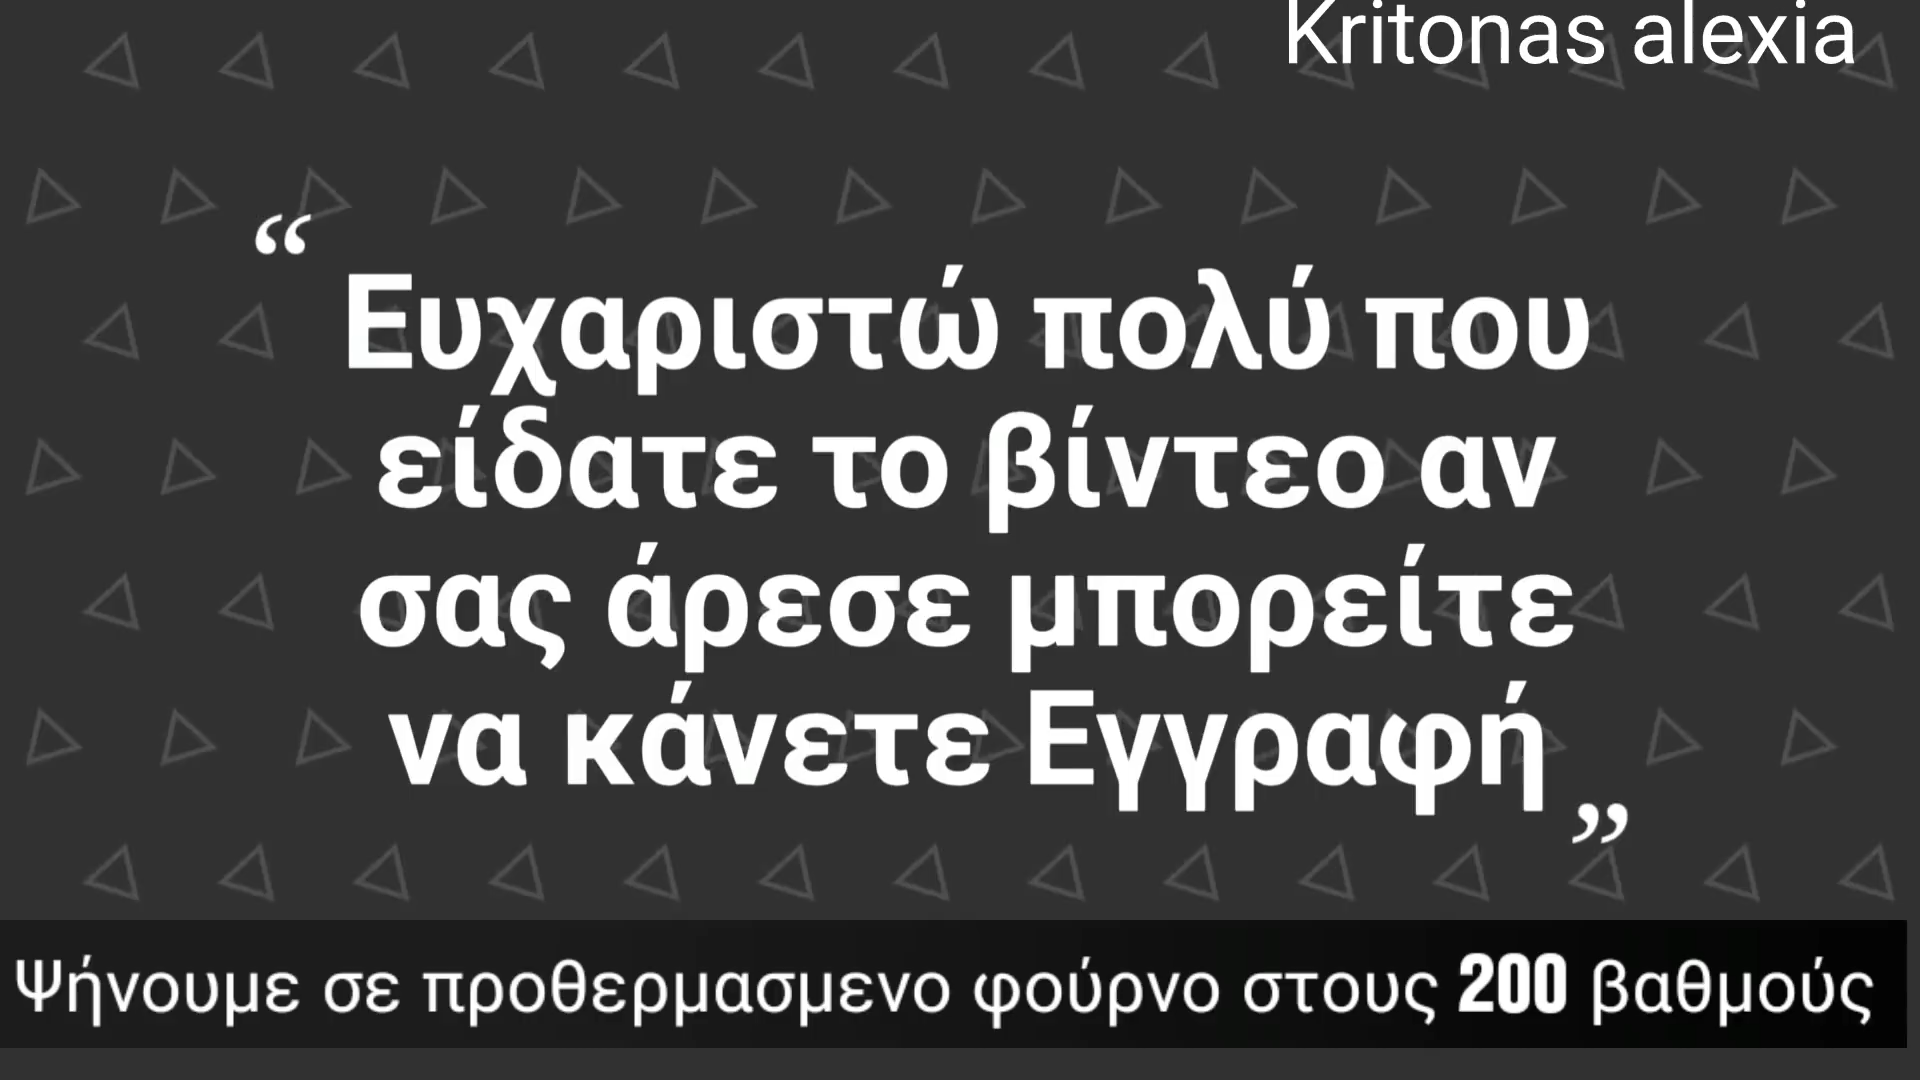 Kritonas alexia
“
Ευχαριστώ πολύ που
είδατε το βίντεο αν
σας άρεσε μπορείτε
να κάνετε Εγγραφή
”
Ψήνουμε σε προθερμασμενο φούρνο στους 200 βαθμούς